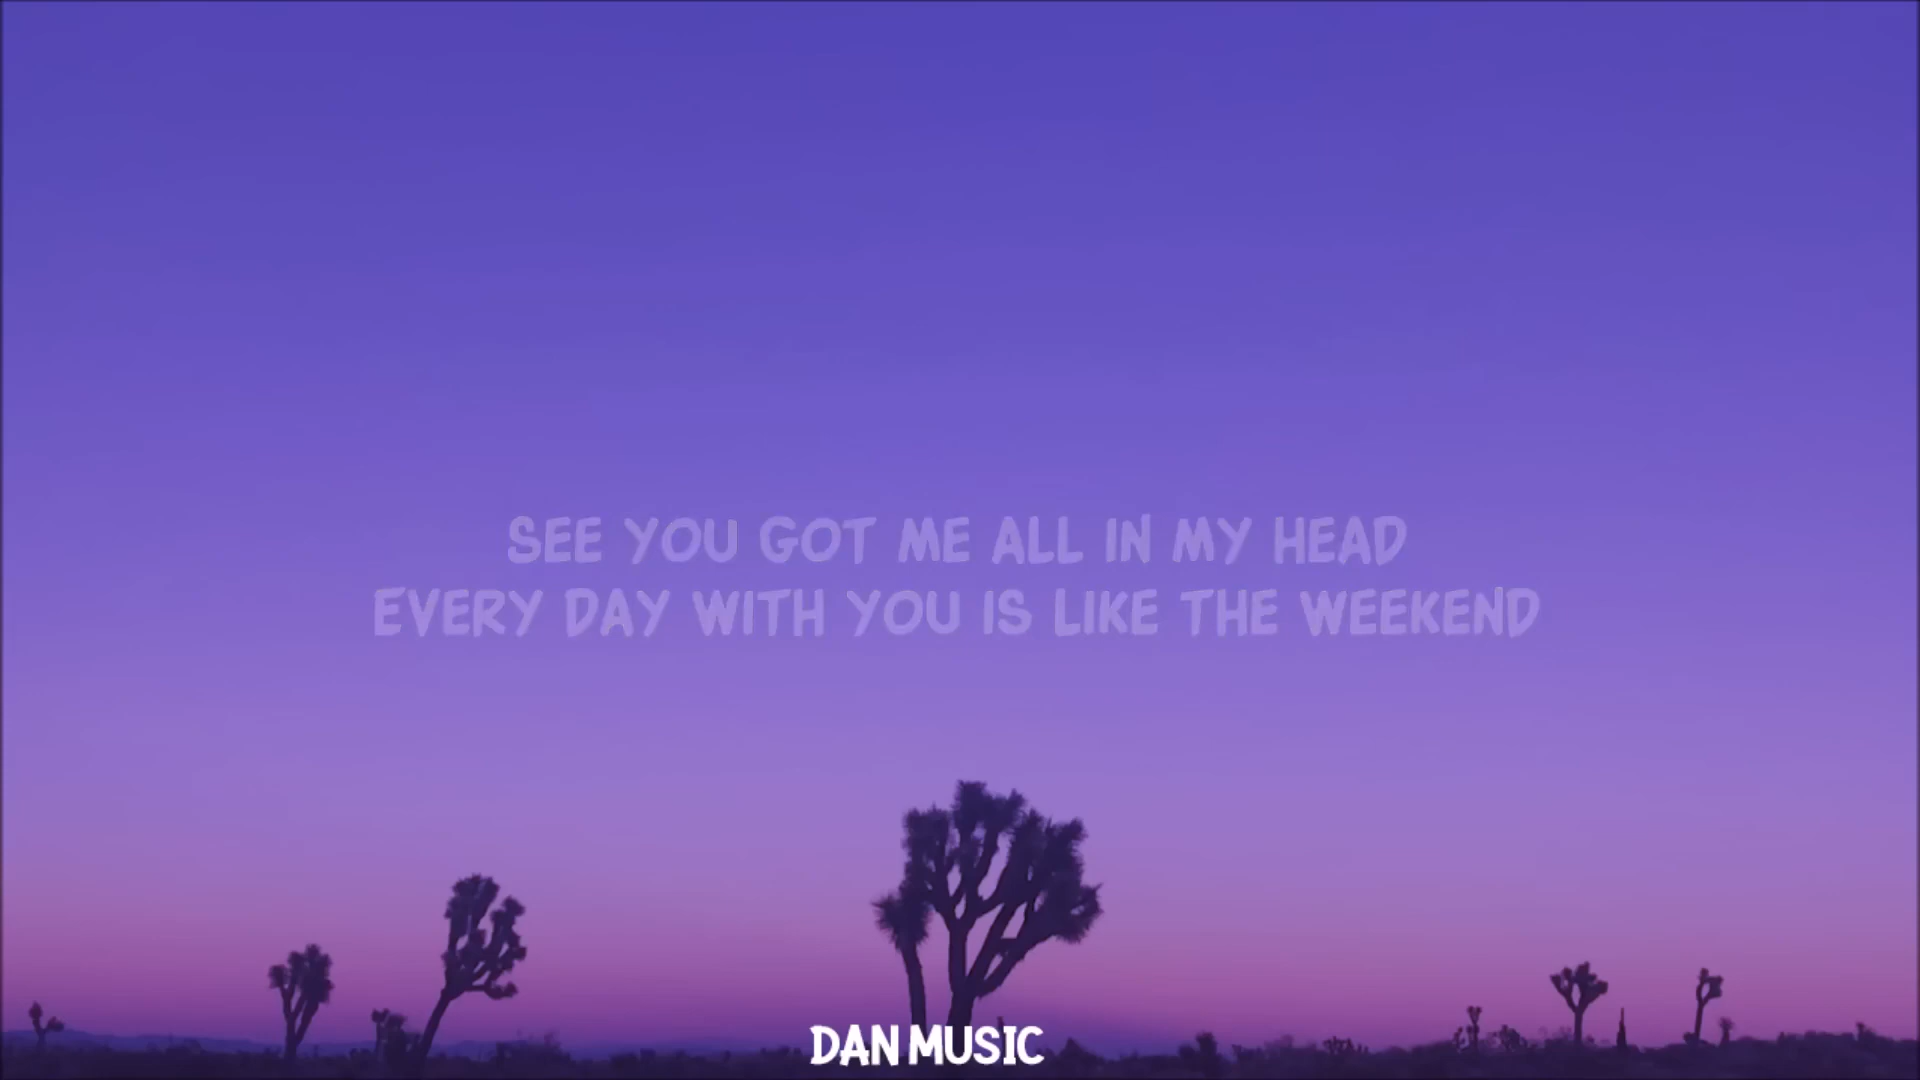 SEE YOU GOT ME ALL IN MY HEAD
EVERY DAY WITH YOU IS LIKE THE WEEKEND
DAN MUSIC